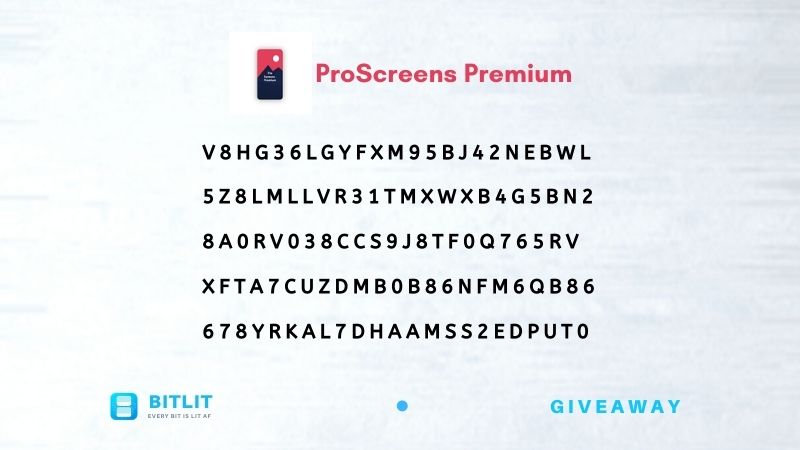 ProScreens Premium
V8HG36LGYFXM95BJ42NEBWL
5Z8LMLLVR31TMXWXB4G5BN2
8A0RV038CCS9J8TF0Q765RV
XFTA7CUZDMB0B86NFM6QB86
678YRKAL7DHAAMSS2EDPUT0
BITLIT
EVERY BIT IS LIT AF
GIVEAWAY